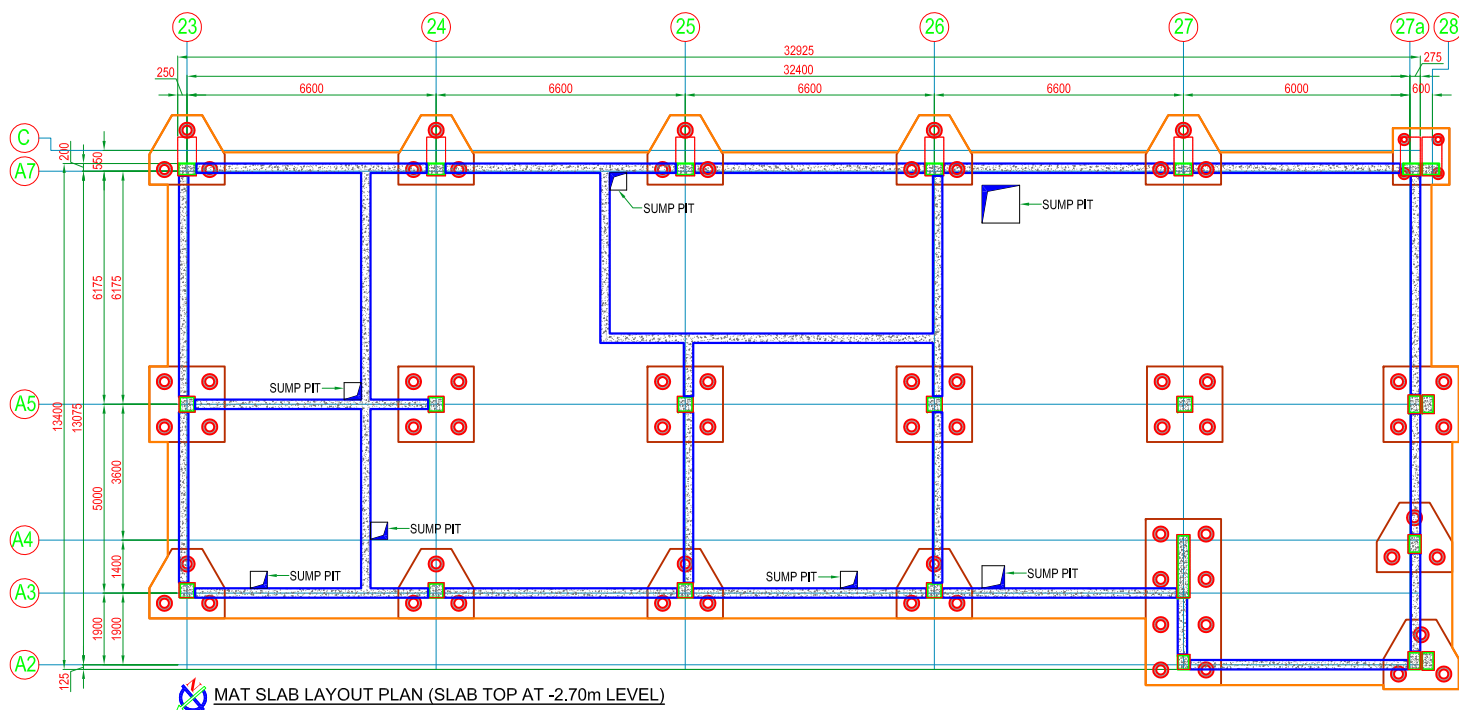 23
24
25
26
27
27a
28
32925
250
32400
275
6600
6600
6600
6600
6000
600
C
A7
A5
A4
A3
A2
200
550
6175
6175
13400
13075
5000
3600
1400
1900
1900
125
SUMP PIT
SUMP PIT
SUMP PIT
SUMP PIT
SUMP PIT
SUMP PIT
SUMP PIT
N
MAT SLAB LAYOUT PLAN (SLAB TOP AT -2.70m LEVEL)